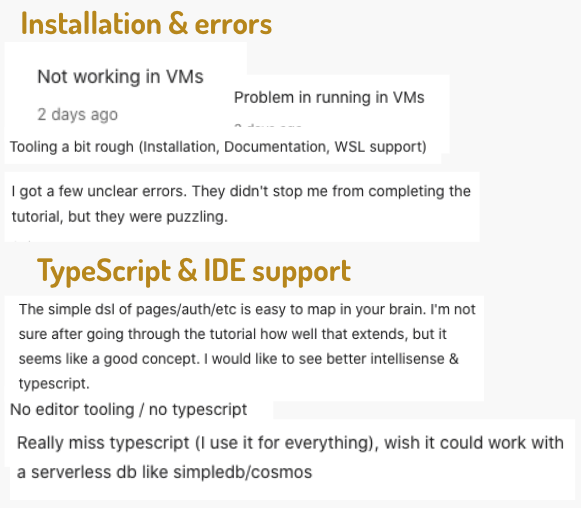 Installation & errors
Not working in VMs
Problem in running in VMs
2 days ago
Tooling a bit rough (Installation, Documentation, WSL support)
I got a few unclear errors. They didn't stop me from completing the
tutorial, but they were puzzling.
TypeScript & IDE support
The simple dsl of pages/auth/etc is easy to map in your brain. I'm not
sure after going through the tutorial how well that extends, but it
seems like a good concept. I would like to see better intellisense &
typescript.
No editor tooling / no typescript
Really miss typescript (I use it for everything), wish it could work with
a serverless db like simpledb/cosmos